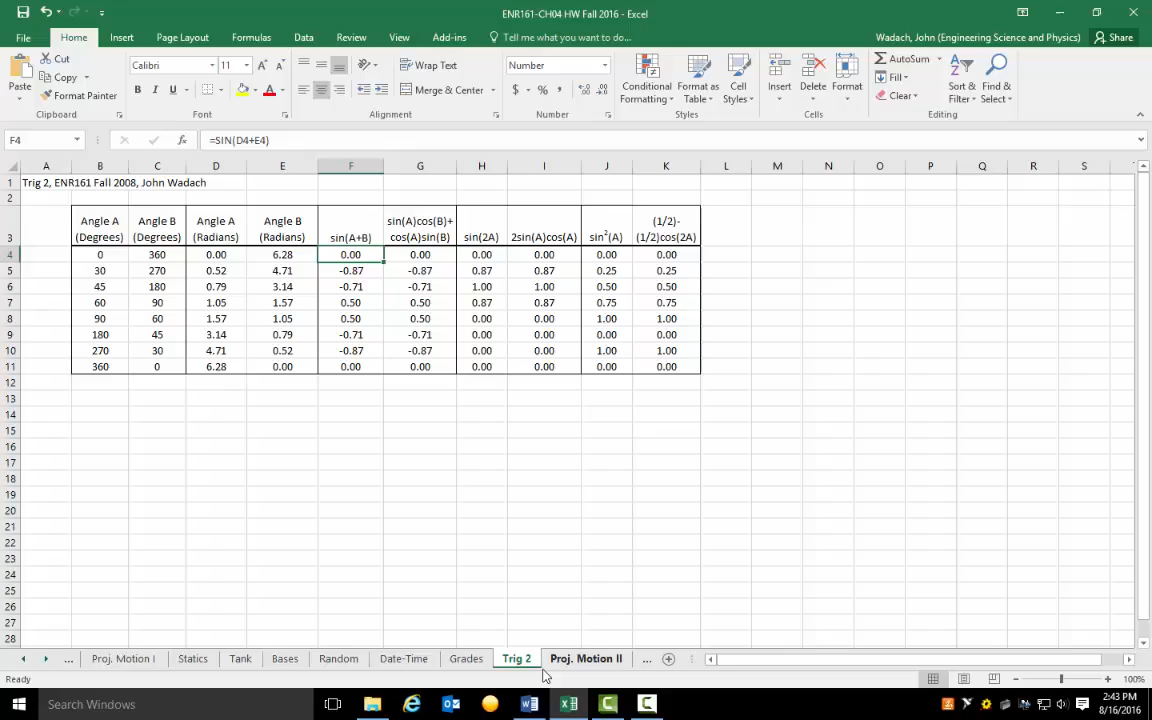 ENR161-CH04 HW Fall 2016 - Excel
File Home Insert Page Layout Formulas Data Review View Add-ins Tell me what you want to do... Wadach, John (Engineering Science and Physics) Share
Cut Calibri 11 Wrap Text Number AutoSum
Copy Fill
Paste Format Painter B I U Merge & Center $ % Conditional Formatting Format as Table Cell Styles Insert Delete Format Clear Sort & Filter Find & Select
Clipboard Font Alignment Number Styles Cells Editing
F4 fx =SIN(D4+E4)
A B C D E F G H I J K L M N O P Q R S
1 Trig 2, ENR161 Fall 2008, John Wadach
2
Angle A Angle B Angle A Angle B sin(A)cos(B)+ (1/2)-
3 (Degrees) (Degrees) (Radians) (Radians) sin(A+B) cos(A)sin(B) sin(2A) 2sin(A)cos(A) sin²(A) (1/2)cos(2A)
4 0 360 0.00 6.28 0.00 0.00 0.00 0.00 0.00 0.00
5 30 270 0.52 4.71 -0.87 -0.87 0.87 0.87 0.25 0.25
6 45 180 0.79 3.14 -0.71 -0.71 1.00 1.00 0.50 0.50
7 60 90 1.05 1.57 0.50 0.50 0.87 0.87 0.75 0.75
8 90 60 1.57 1.05 0.50 0.50 0.00 0.00 1.00 1.00
9 180 45 3.14 0.79 -0.71 -0.71 0.00 0.00 0.00 0.00
10 270 30 4.71 0.52 -0.87 -0.87 0.00 0.00 1.00 1.00
11 360 0 6.28 0.00 0.00 0.00 0.00 0.00 0.00 0.00
12
13
14
15
16
17
18
19
20
21
22
23
24
25
26
27
28
... Proj. Motion I Statics Tank Bases Random Date-Time Grades Trig 2 Proj. Motion II ...
Ready 100%
Search Windows 2:43 PM
8/16/2016